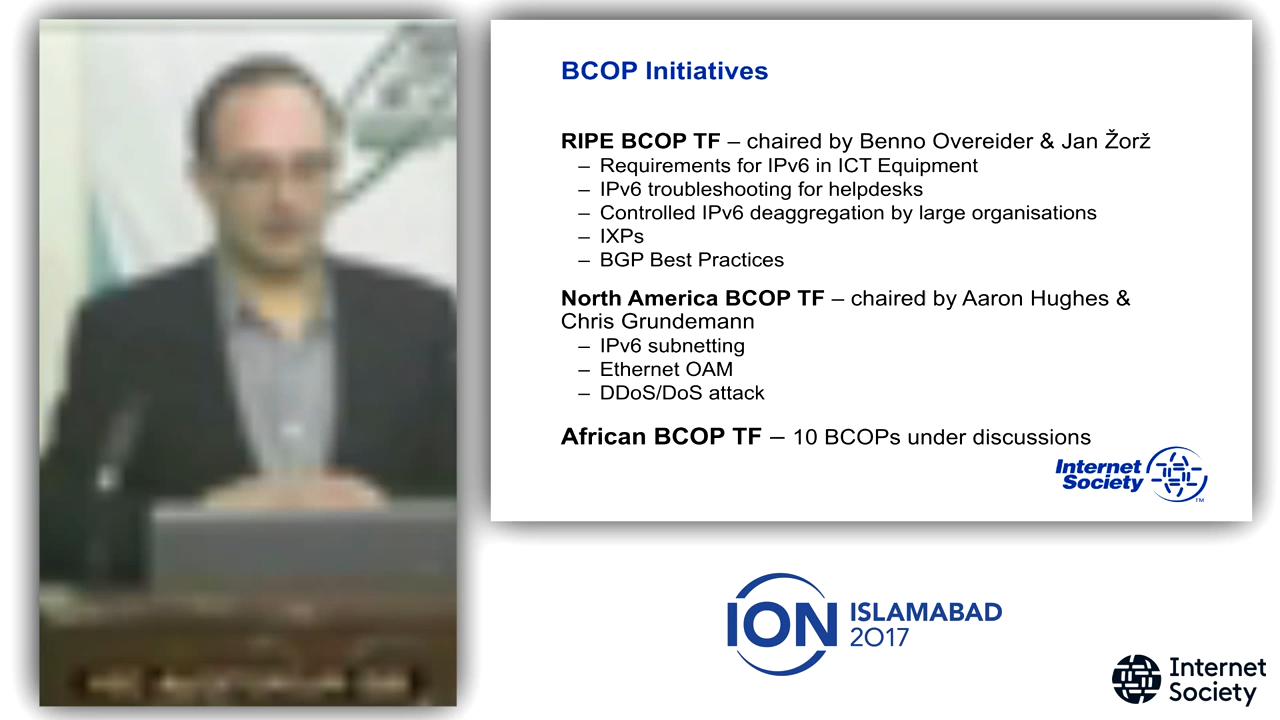 BCOP Initiatives
RIPE BCOP TF – chaired by Benno Overeider & Jan Žorž
– Requirements for IPv6 in ICT Equipment
– IPv6 troubleshooting for helpdesks
– Controlled IPv6 deaggregation by large organisations
– IXPs
– BGP Best Practices
North America BCOP TF – chaired by Aaron Hughes &
Chris Grundemann
– IPv6 subnetting
– Ethernet OAM
– DDoS/DoS attack
African BCOP TF – 10 BCOPs under discussions
Internet
Society
TM
ION
ISLAMABAD
2017
Internet
Society